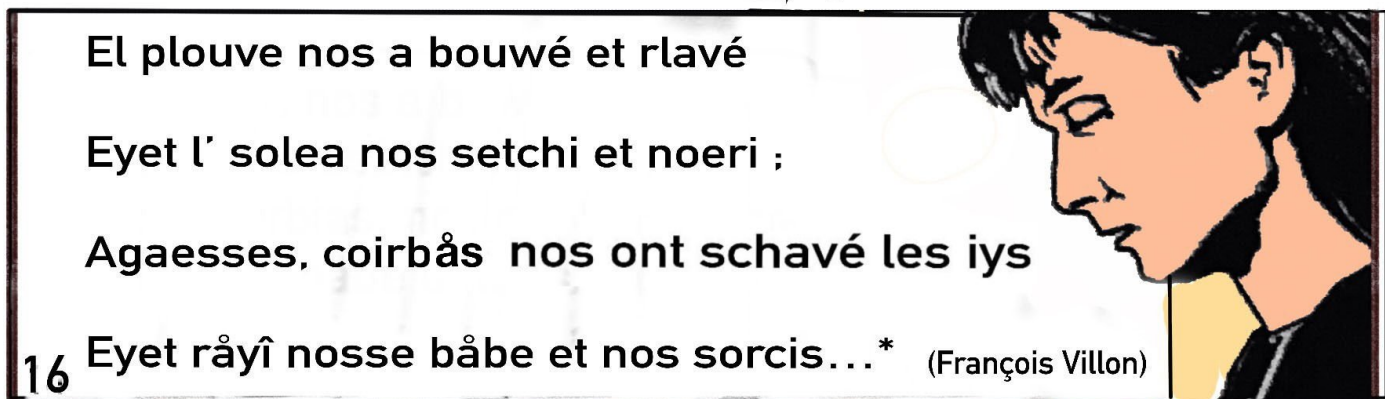 El plouve nos a bouwé et rlavé
Eyet l' solea nos setchi et noeri ;
Agaesses, coirbås nos ont schavé les iys
Eyet råyî nosse båbe et nos sorcis...* (François Villon)
16